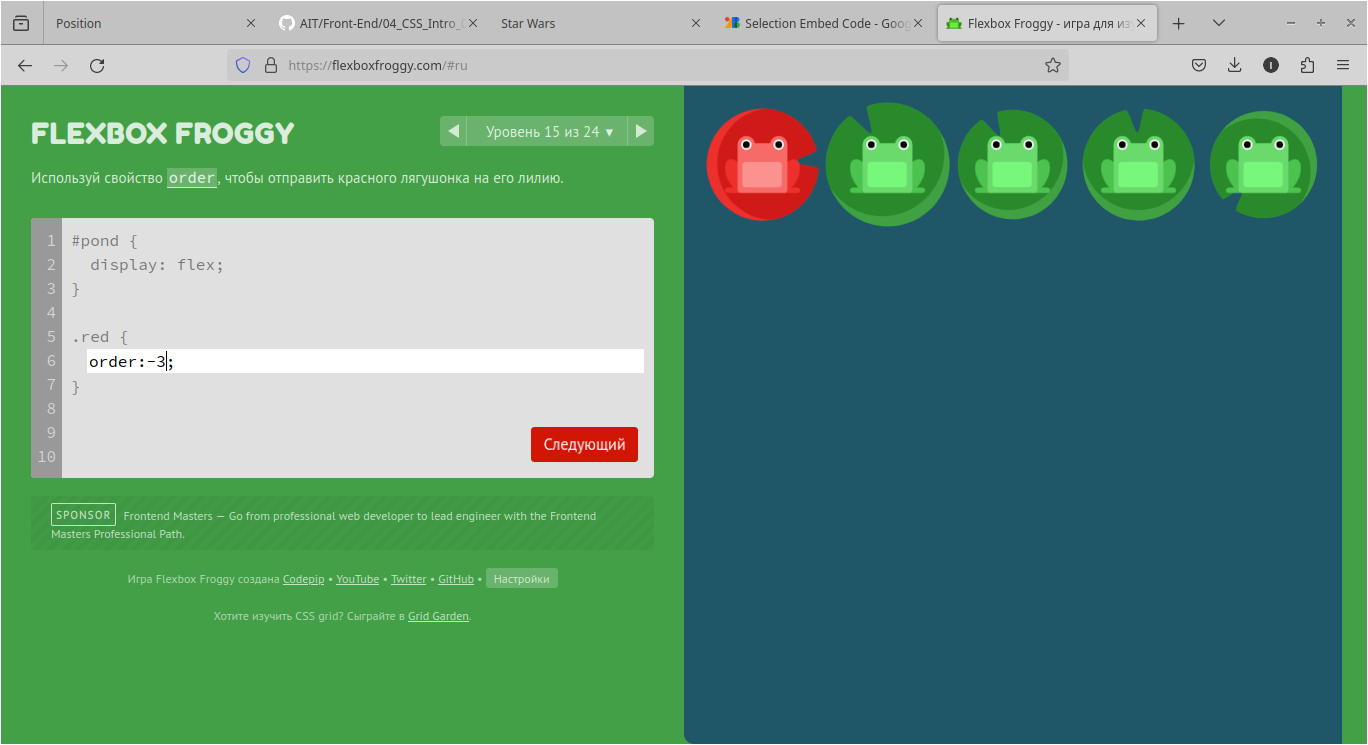 Position
AIT/Front-End/04_CSS_Intro_
Star Wars
Selection Embed Code - Goog
Flexbox Froggy - игра для из
https://flexboxfroggy.com/#ru
FLEXBOX FROGGY
Уровень 15 из 24 ▼
Используй свойство order, чтобы отправить красного лягушонка на его лилию.
1 #pond {
2 display: flex;
3 }
4
5 .red {
6 order:-3;
7 }
8
9
10
Следующий
SPONSOR Frontend Masters — Go from professional web developer to lead engineer with the Frontend
Masters Professional Path.
Игра Flexbox Froggy создана Codepip • YouTube • Twitter • GitHub • Настройки
Хотите изучить CSS grid? Сыграйте в Grid Garden.